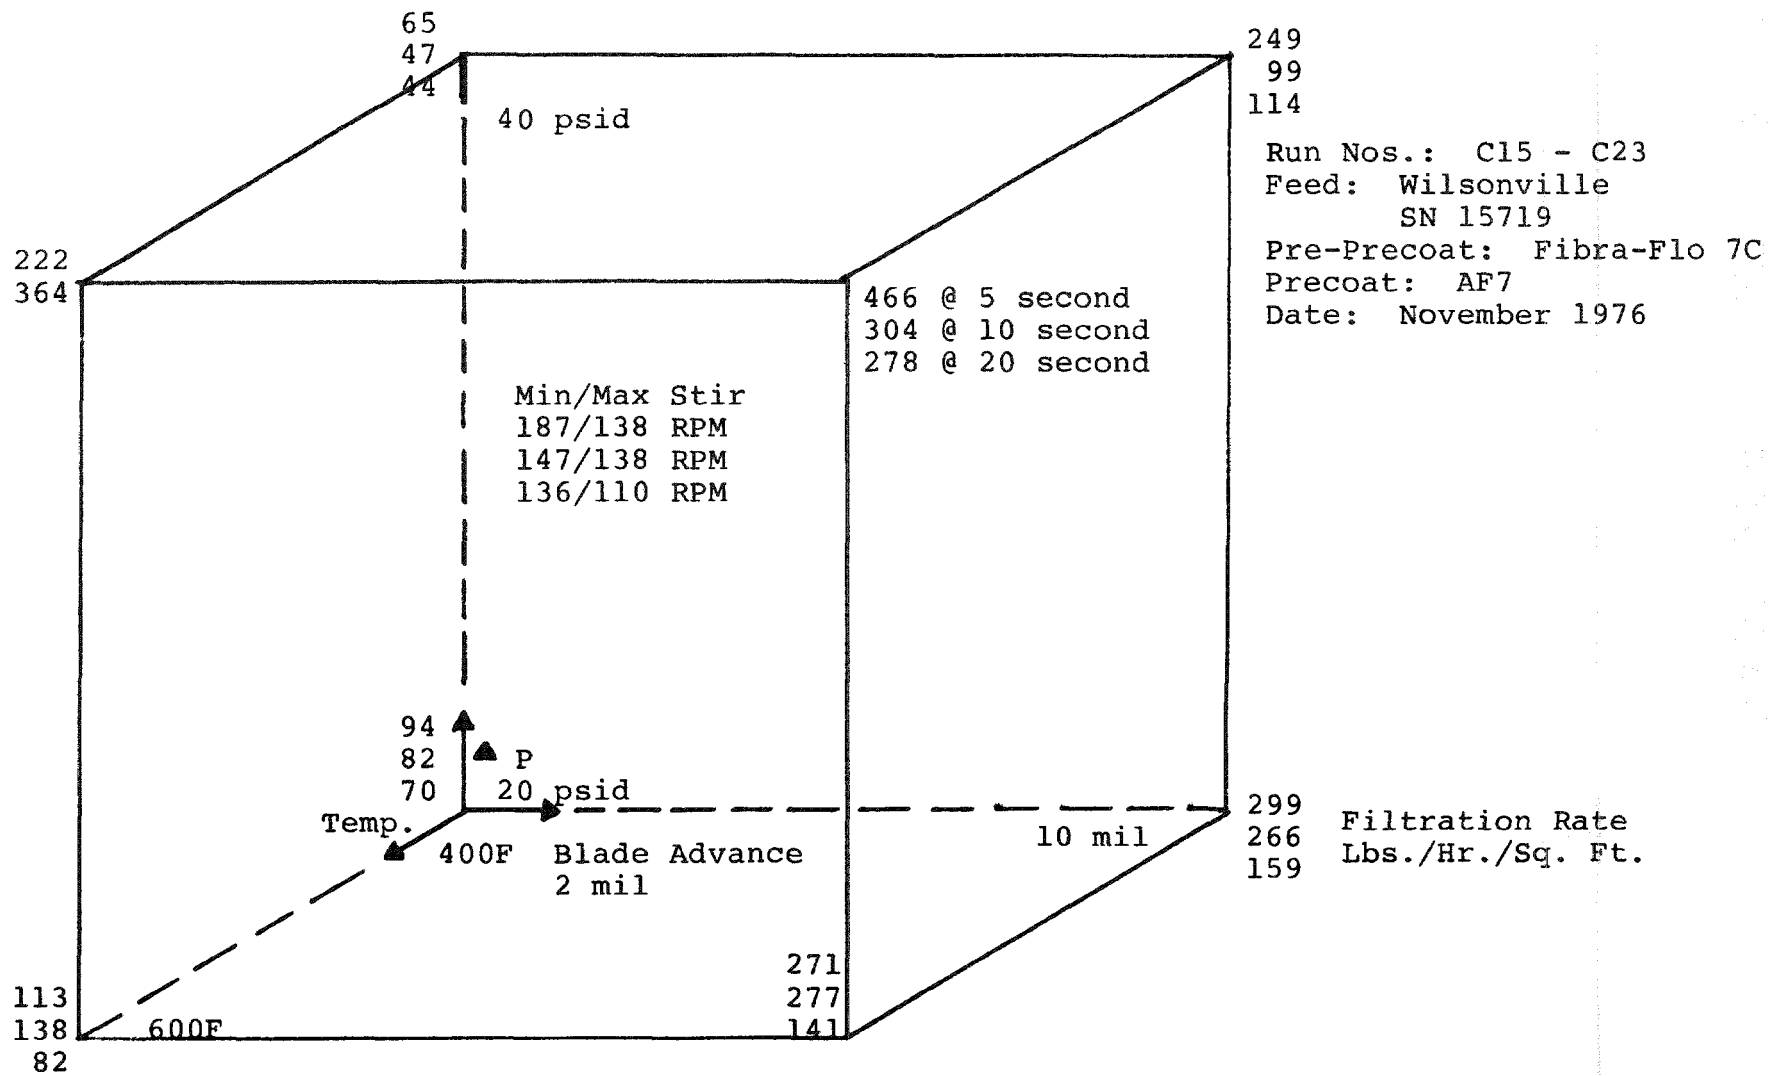 65
47
44
40 psid
249
99
114
Run Nos.: C15 - C23
Feed: Wilsonville
SN 15719
Pre-Precoat: Fibra-Flo 7C
Precoat: AF7
Date: November 1976
222
364
466 @ 5 second
304 @ 10 second
278 @ 20 second
Min/Max Stir
187/138 RPM
147/138 RPM
136/110 RPM
94
82
70
▲ P
20 psid
Temp.
400F
Blade Advance
2 mil
10 mil
299
266
159
Filtration Rate
Lbs./Hr./Sq. Ft.
271
277
141
113
138
82
600F